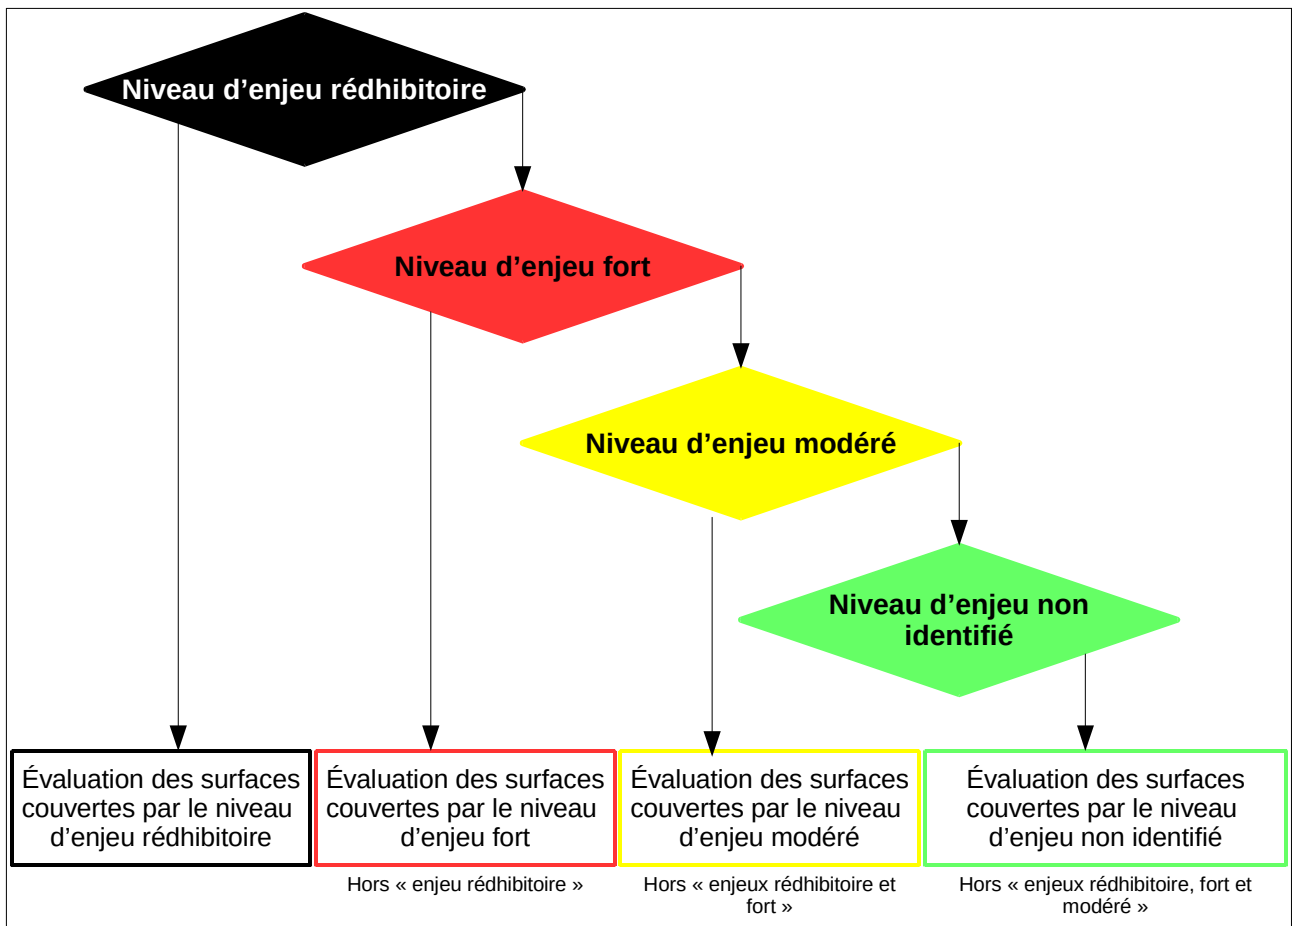 Niveau d’enjeu rédhibitoire
Niveau d’enjeu fort
Niveau d’enjeu modéré
Niveau d’enjeu non
identifié
Évaluation des surfaces
couvertes par le niveau
d’enjeu rédhibitoire
Évaluation des surfaces
couvertes par le niveau
d’enjeu fort
Évaluation des surfaces
couvertes par le niveau
d’enjeu modéré
Évaluation des surfaces
couvertes par le niveau
d’enjeu non identifié
Hors « enjeu rédhibitoire »
Hors « enjeux rédhibitoire et
fort »
Hors « enjeux rédhibitoire, fort et
modéré »